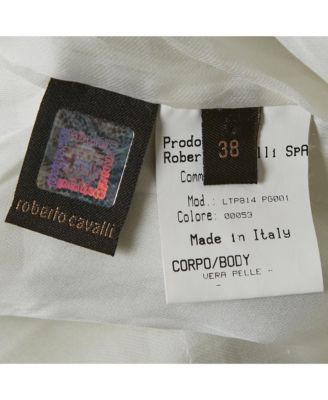 roberto cavalli
38
Prodo
Rober lli SPA
Comm
Mod.: LTP814 PG001
Colore: 00053
Made in Italy
CORPO/BODY
VERA PELLE